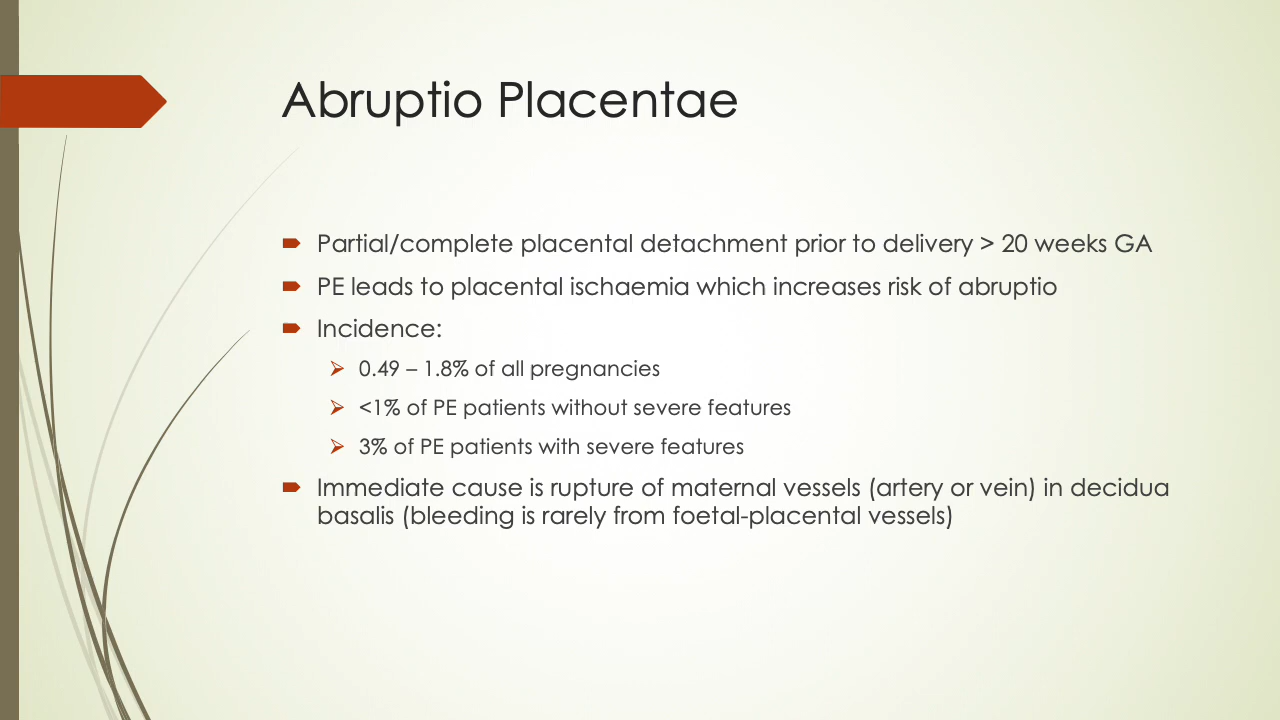 Abruptio Placentae
Partial/complete placental detachment prior to delivery > 20 weeks GA
PE leads to placental ischaemia which increases risk of abruptio
Incidence:
0.49 – 1.8% of all pregnancies
<1% of PE patients without severe features
3% of PE patients with severe features
Immediate cause is rupture of maternal vessels (artery or vein) in decidua
basalis (bleeding is rarely from foetal-placental vessels)